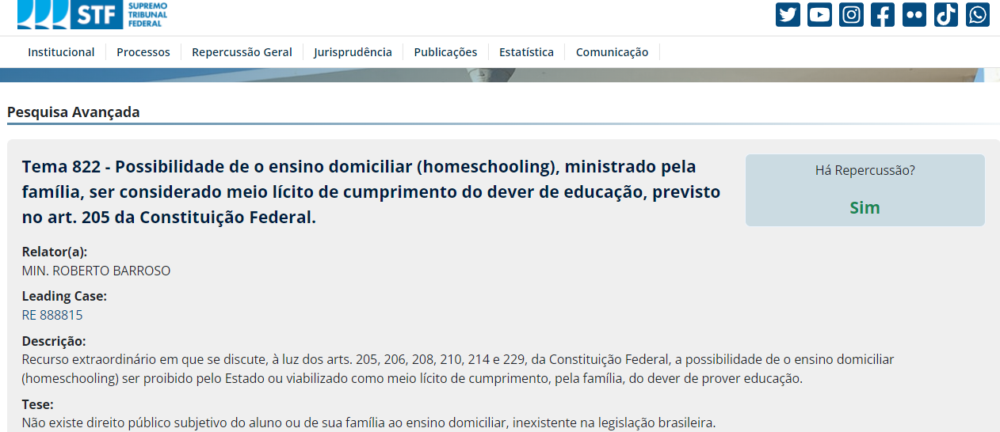 STF
SUPREMO
TRIBUNAL
FEDERAL
Institucional Processos Repercussão Geral Jurisprudência Publicações Estatística Comunicação
Pesquisa Avançada
Tema 822 - Possibilidade de o ensino domiciliar (homeschooling), ministrado pela
família, ser considerado meio lícito de cumprimento do dever de educação, previsto
no art. 205 da Constituição Federal.
Há Repercussão?
Sim
Relator(a):
MIN. ROBERTO BARROSO
Leading Case:
RE 888815
Descrição:
Recurso extraordinário em que se discute, à luz dos arts. 205, 206, 208, 210, 214 e 229, da Constituição Federal, a possibilidade de o ensino domiciliar
(homeschooling) ser proibido pelo Estado ou viabilizado como meio lícito de cumprimento, pela família, do dever de prover educação.
Tese:
Não existe direito público subjetivo do aluno ou de sua família ao ensino domiciliar, inexistente na legislação brasileira.